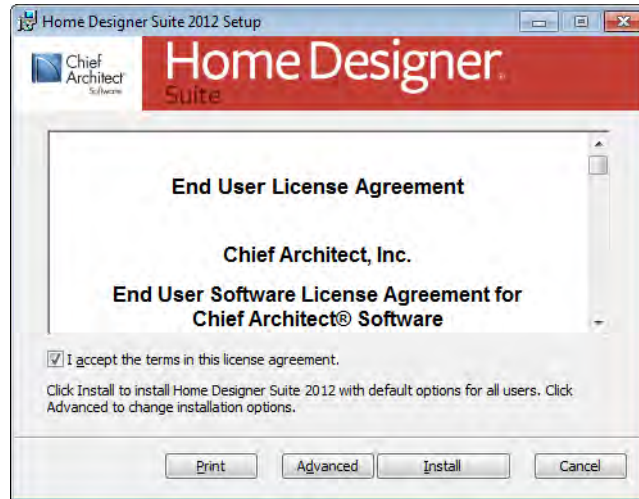 Home Designer Suite 2012 Setup
Chief
Architect
Software
Home Designer®
Suite
End User License Agreement
Chief Architect, Inc.
End User Software License Agreement for
Chief Architect® Software
I accept the terms in this license agreement.
Click Install to install Home Designer Suite 2012 with default options for all users. Click
Advanced to change installation options.
Print
Advanced
Install
Cancel